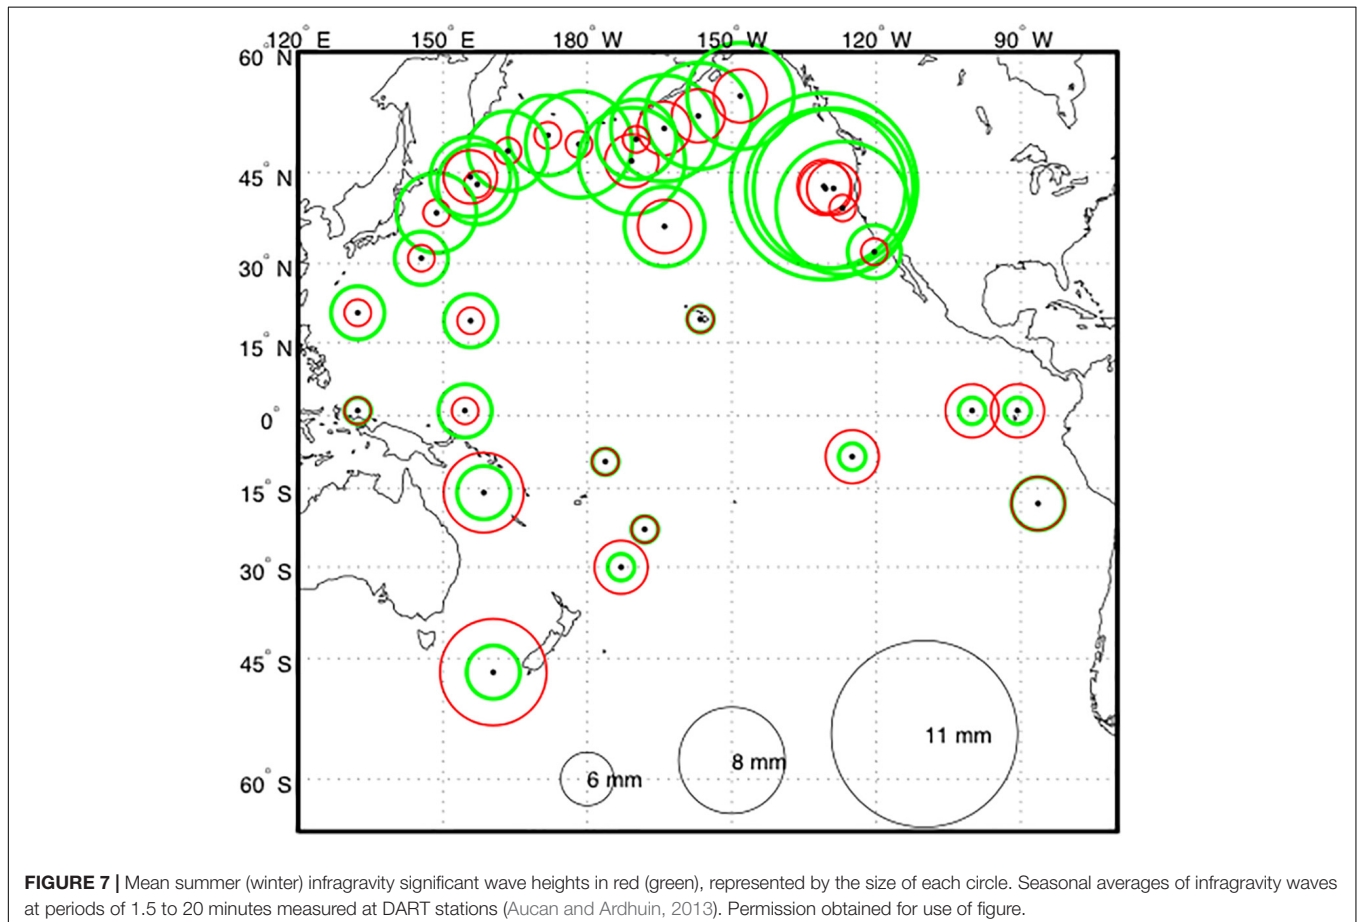 120° E 150° E 180° W 150° W 120° W 90° W
60° N
45° N
30° N
15° N
0°
15° S
30° S
45° S
60° S
6 mm
8 mm
11 mm
FIGURE 7 | Mean summer (winter) infragravity significant wave heights in red (green), represented by the size of each circle. Seasonal averages of infragravity waves
at periods of 1.5 to 20 minutes measured at DART stations (Aucan and Ardhuin, 2013). Permission obtained for use of figure.